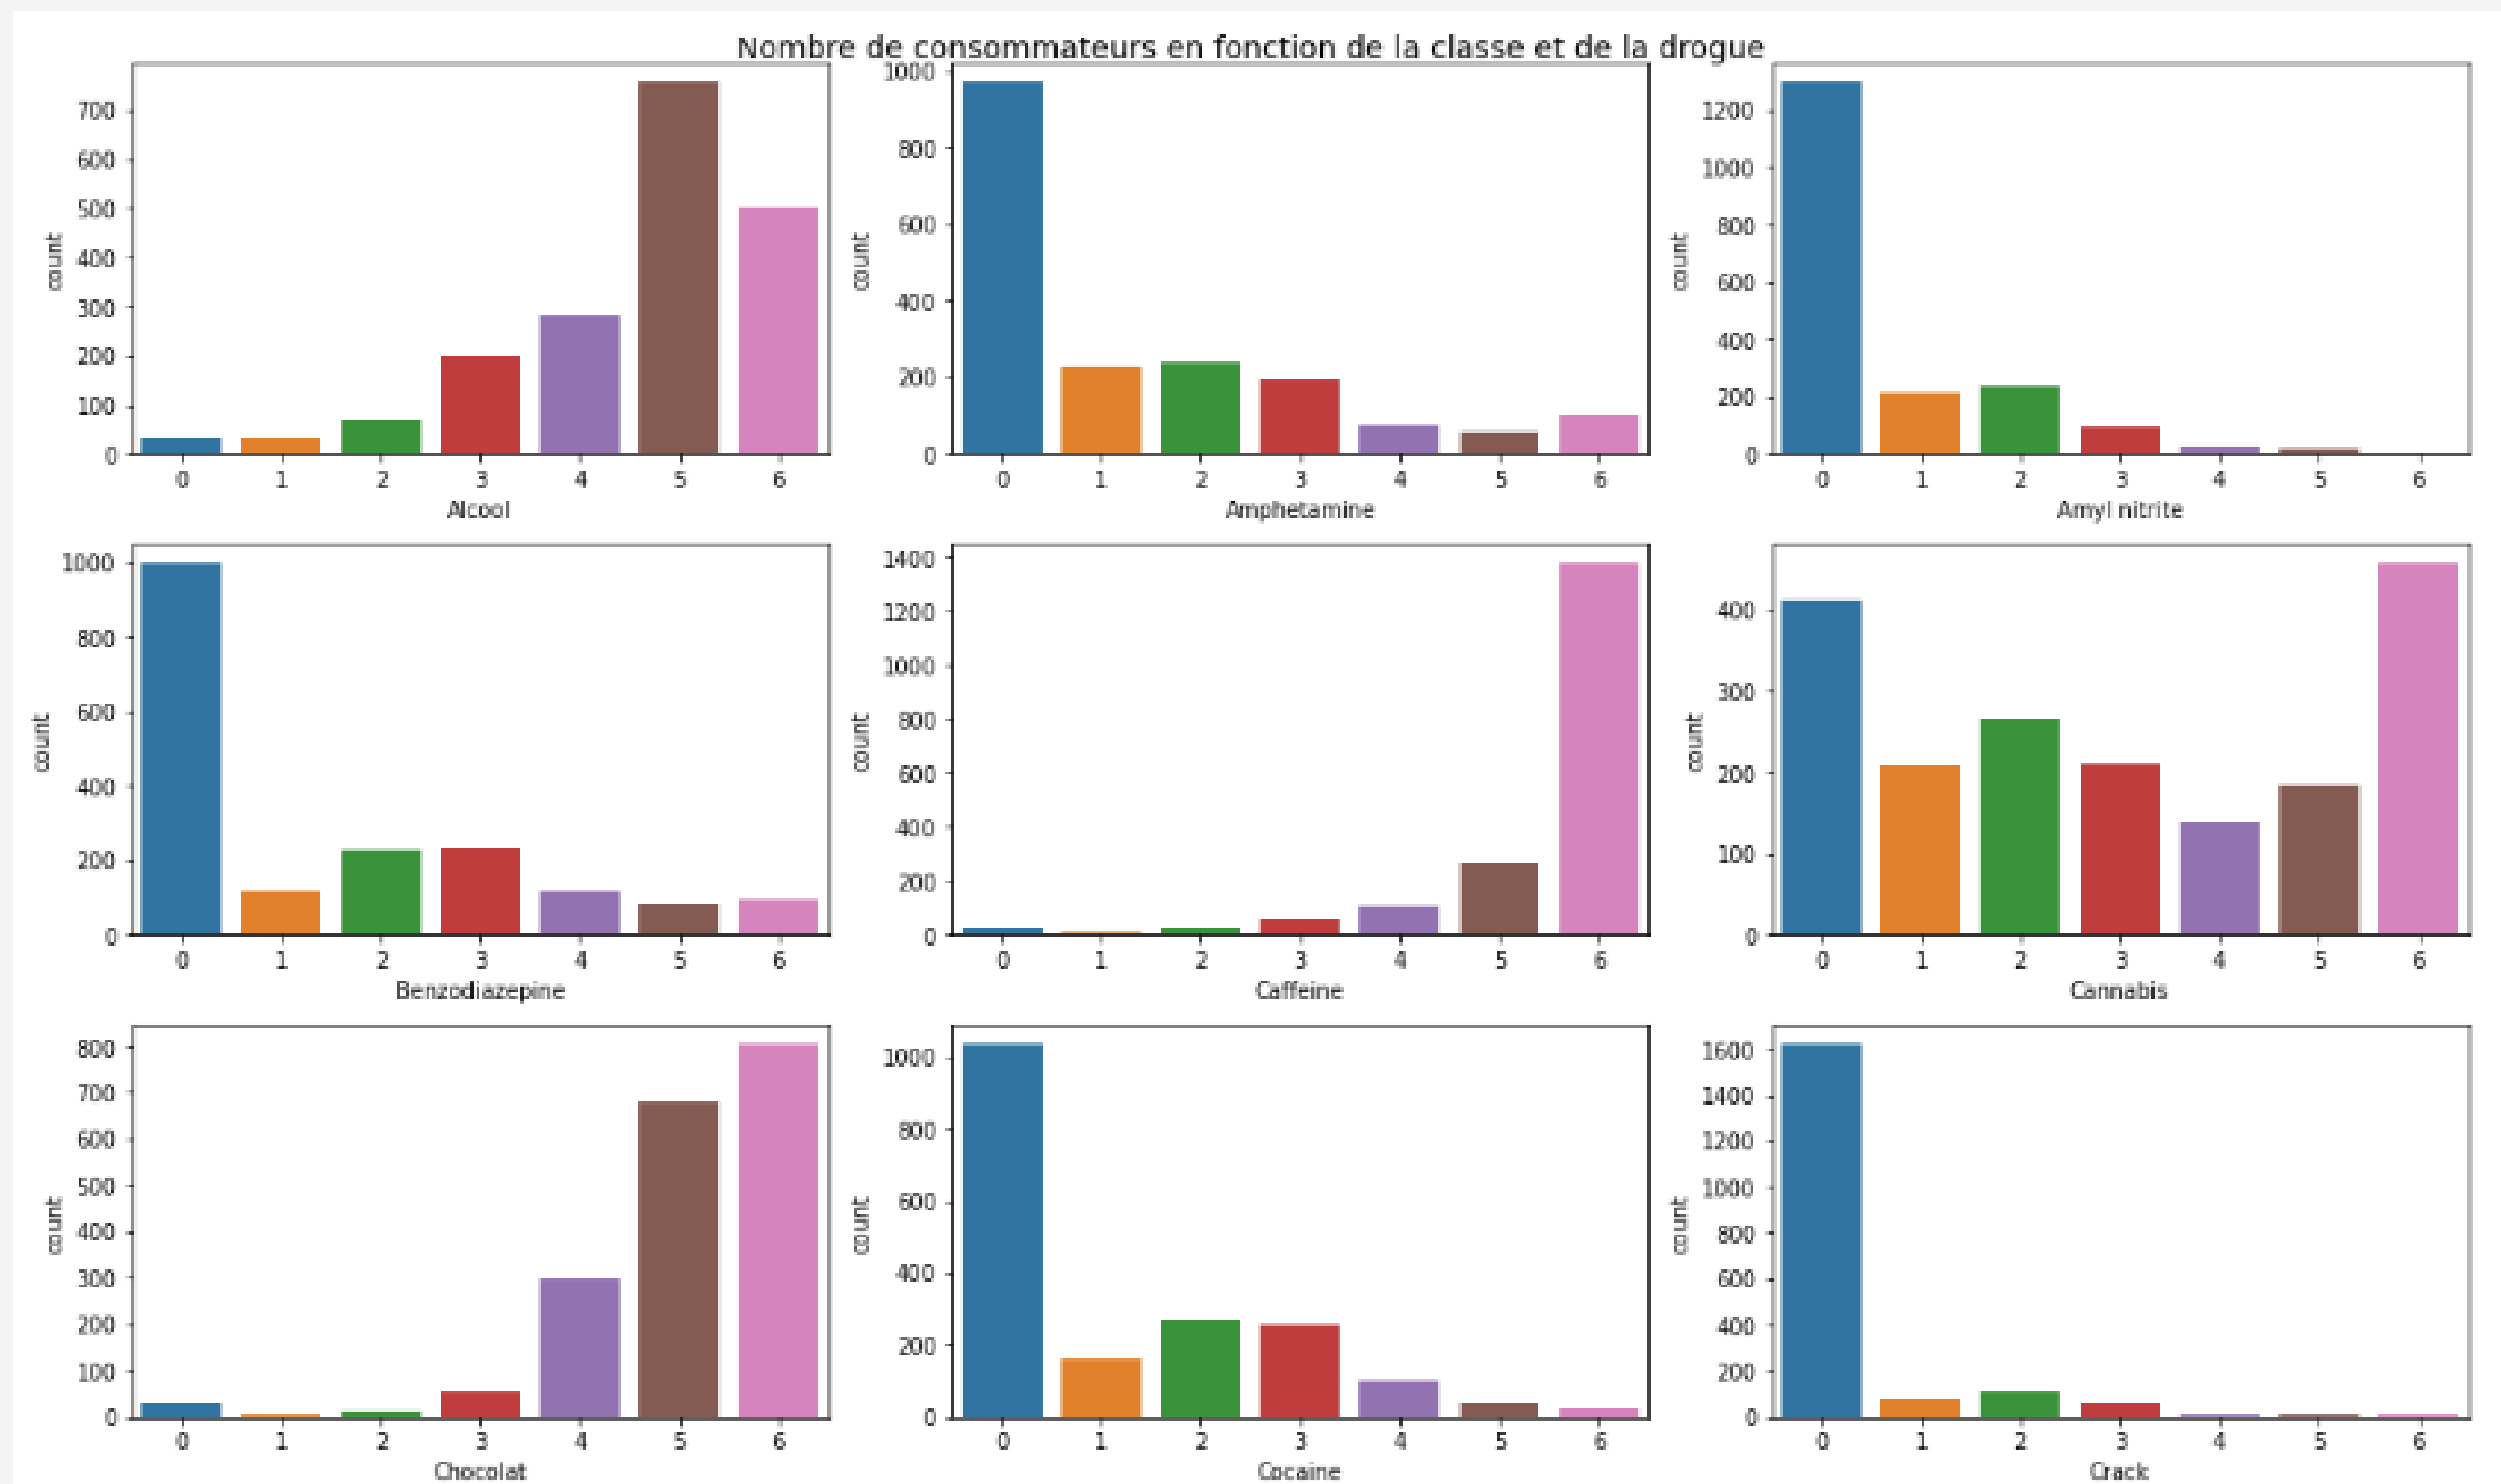 Nombre de consommateurs en fonction de la classe et de la drogue
count
700
600
500
400
300
200
100
0
0 1 2 3 4 5 6
Alcool
count
1000
800
600
400
200
0
0 1 2 3 4 5 6
Amphetamine
count
1200
1000
800
600
400
200
0
0 1 2 3 4 5 6
Amyl nitrite
count
1000
800
600
400
200
0
0 1 2 3 4 5 6
Benzodiazepine
count
1400
1200
1000
800
600
400
200
0
0 1 2 3 4 5 6
Caffeine
count
400
300
200
100
0
0 1 2 3 4 5 6
Cannabis
count
800
700
600
500
400
300
200
100
0
0 1 2 3 4 5 6
Chocolat
count
1000
800
600
400
200
0
0 1 2 3 4 5 6
Cocaine
count
1600
1400
1200
1000
800
600
400
200
0
0 1 2 3 4 5 6
Crack